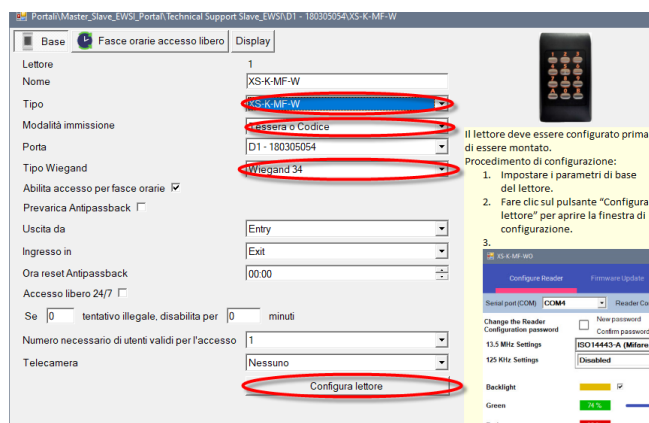 Portali\Master_Slave_EWSI_Portal\Technical Support Slave_EWSI\D1 - 180305054\XS-K-MF-W
Base Fasce orarie accesso libero Display
Lettore 1
Nome XS-K-MF-W
Tipo XS-K-MF-W
Modalità immissione Tessera o Codice
Porta D1 - 180305054
Tipo Wiegand Wiegand 34
Abilita accesso per fasce orarie
Prevarica Antipassback
Uscita da Entry
Ingresso in Exit
Ora reset Antipassback 00:00
Accesso libero 24/7
Se 0 tentativo illegale, disabilita per 0 minuti
Numero necessario di utenti validi per l'accesso 1
Telecamera Nessuno
Configura lettore
Il lettore deve essere configurato prima
di essere montato.
Procedimento di configurazione:
1. Impostare i parametri di base
del lettore.
2. Fare clic sul pulsante “Configura
lettore” per aprire la finestra di
configurazione.
3.
XS-K-MF-WO
Configure Reader Firmware Update
Serial port (COM) COM4 Reader Co
Change the Reader
Configuration password
New password
Confirm password
13.5 MHz Settings ISO14443-A (Mifare
125 KHz Settings Disabled
Backlight
Green 74 %